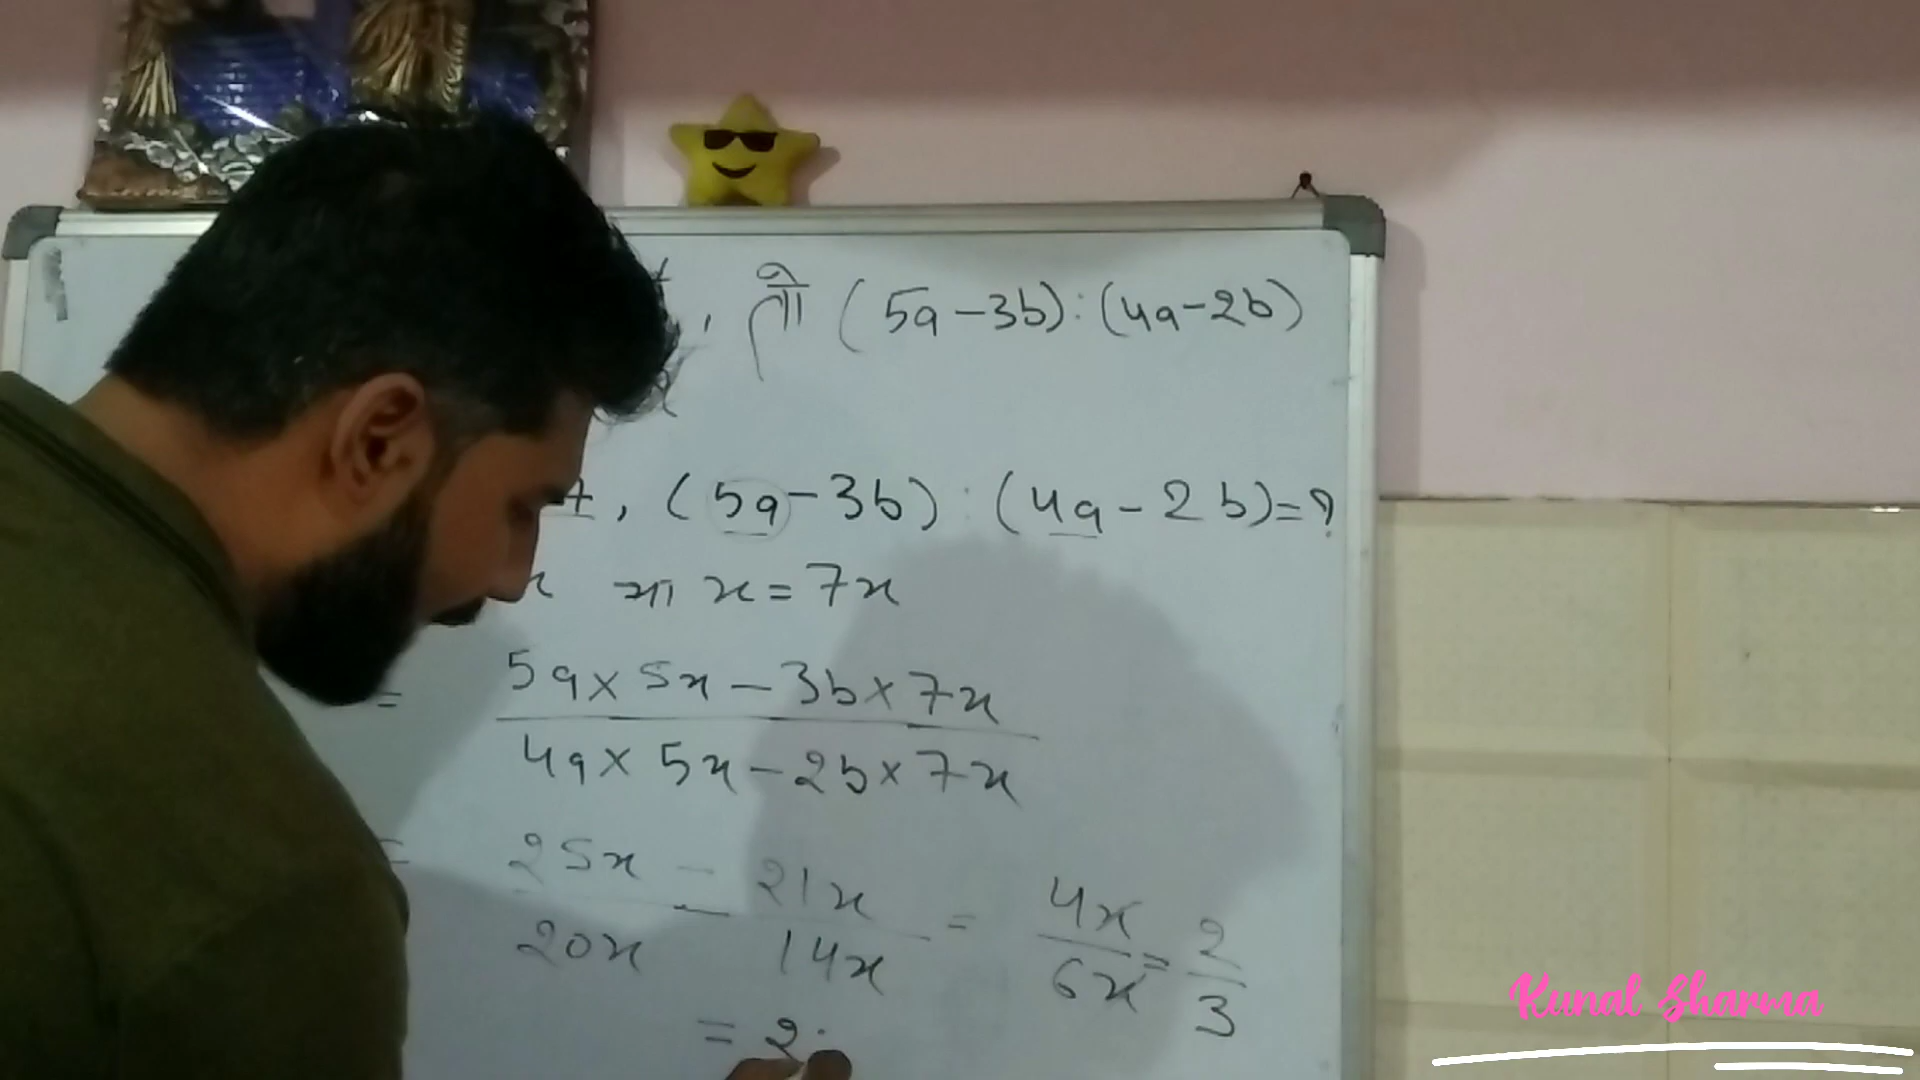 , तो (5a-3b):(4a-2b)
7, (5a-3b) : (4a-2b)=?
x या x=7x
= 5a×5x-3b×7x
4a×5x-2b×7x
= 25x - 21x = 4x = 2
20x - 14x 6x 3
= 2:
Kunal Sharma